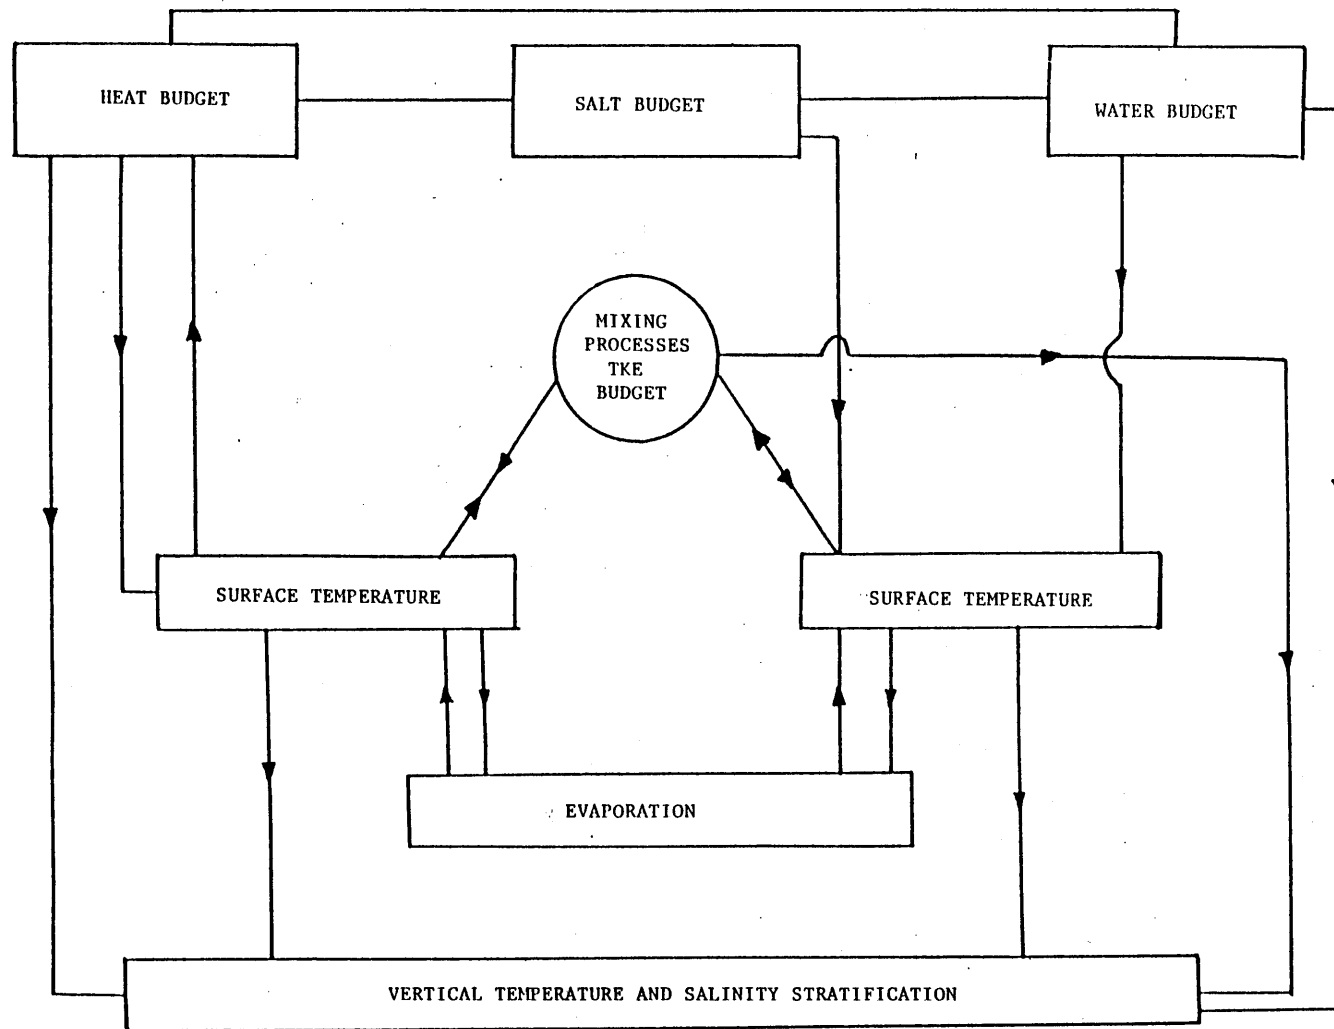 HEAT BUDGET
SALT BUDGET
WATER BUDGET
MIXING
PROCESSES
TKE
BUDGET
SURFACE TEMPERATURE
SURFACE TEMPERATURE
EVAPORATION
VERTICAL TEMPERATURE AND SALINITY STRATIFICATION